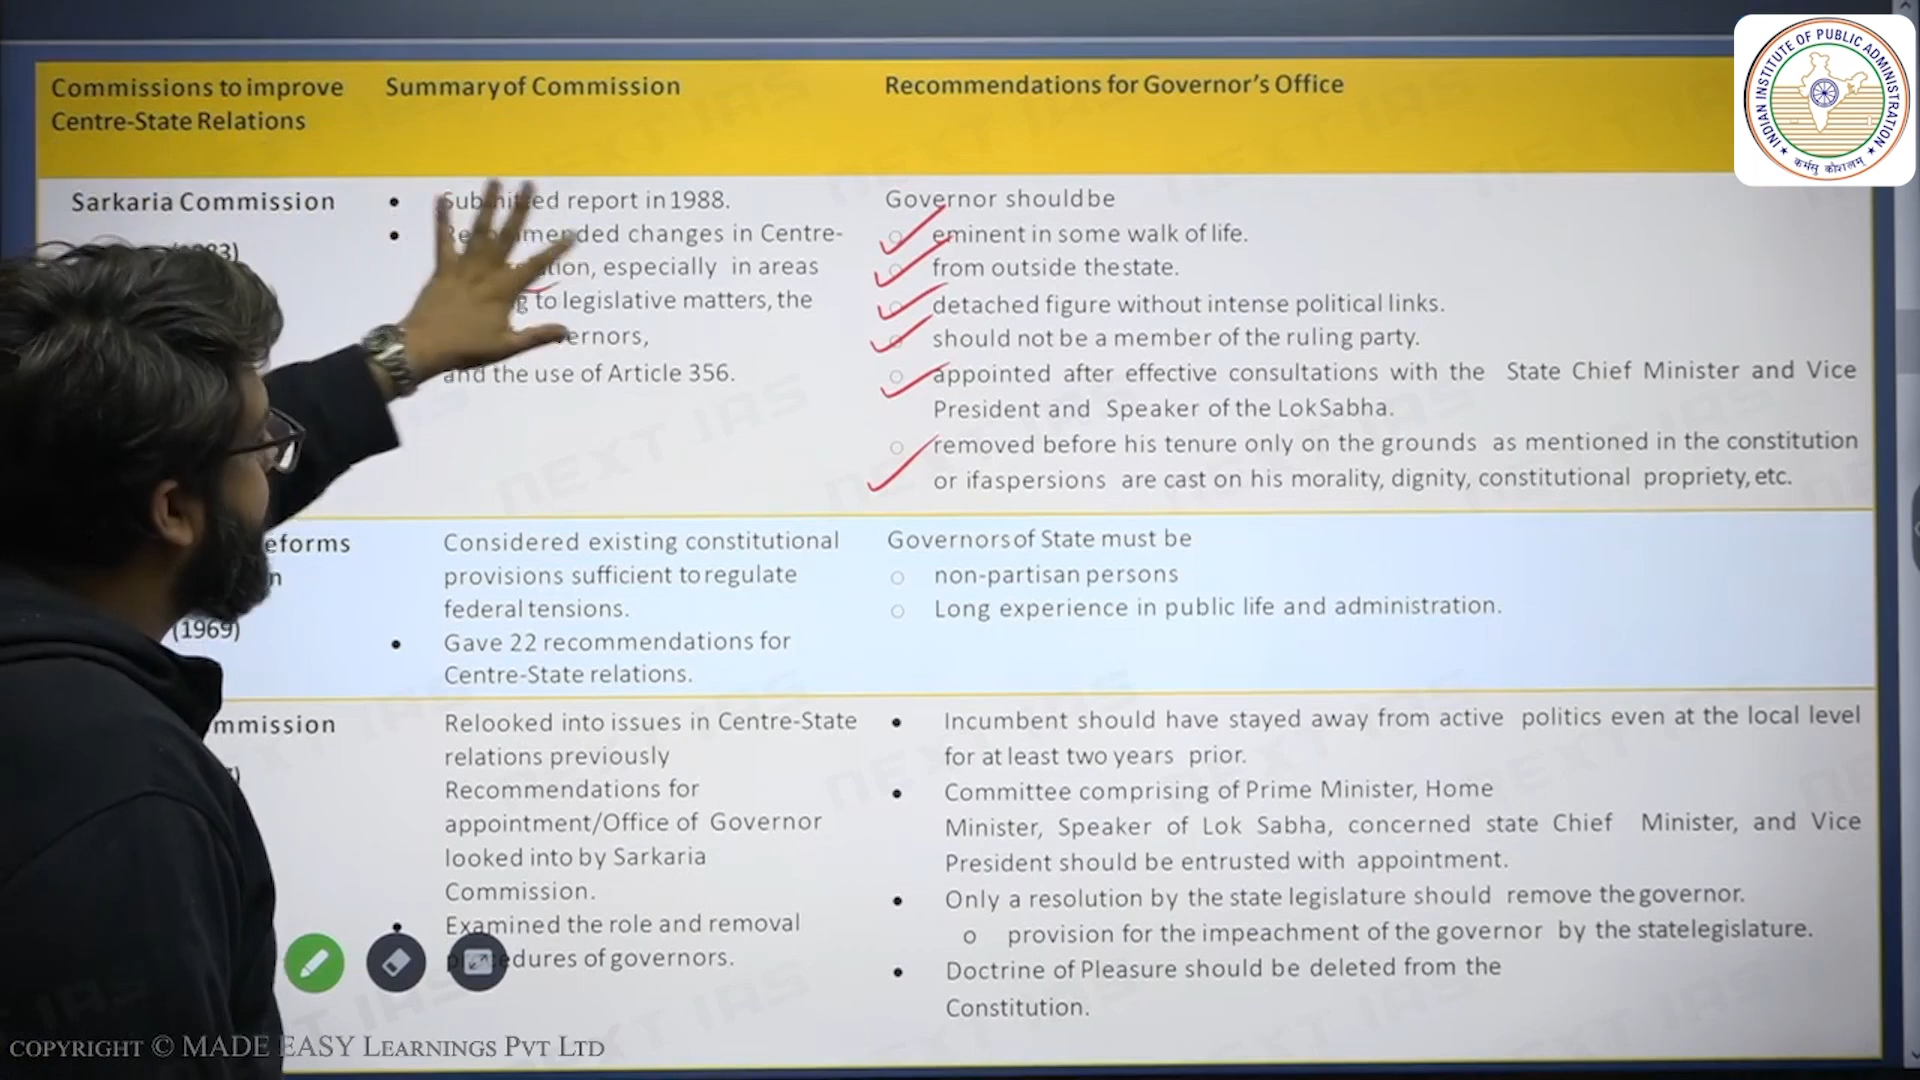 Commissions to improve
Centre-State Relations
Summary of Commission
Recommendations for Governor's Office
INDIAN INSTITUTE OF PUBLIC ADMINISTRATION
कर्मसु कौशलम्
Sarkaria Commission
report in 1988.
changes in Centre-
especially in areas
to legislative matters, the
and the use of Article 356.
Governor should be
eminent in some walk of life.
from outside the state.
detached figure without intense political links.
should not be a member of the ruling party.
appointed after effective consultations with the State Chief Minister and Vice
President and Speaker of the Lok Sabha.
removed before his tenure only on the grounds as mentioned in the constitution
or if aspersions are cast on his morality, dignity, constitutional propriety, etc.
(1969)
Considered existing constitutional
provisions sufficient to regulate
federal tensions.
Gave 22 recommendations for
Centre-State relations.
Governors of State must be
non-partisan persons
Long experience in public life and administration.
Relooked into issues in Centre-State
relations previously
Recommendations for
appointment/Office of Governor
looked into by Sarkaria
Commission.
Examined the role and removal
of governors.
Incumbent should have stayed away from active politics even at the local level
for at least two years prior.
Committee comprising of Prime Minister, Home
Minister, Speaker of Lok Sabha, concerned state Chief Minister, and Vice
President should be entrusted with appointment.
Only a resolution by the state legislature should remove the governor.
o provision for the impeachment of the governor by the state legislature.
Doctrine of Pleasure should be deleted from the
Constitution.
NEXT IAS
COPYRIGHT © MADE EASY LEARNINGS PVT LTD